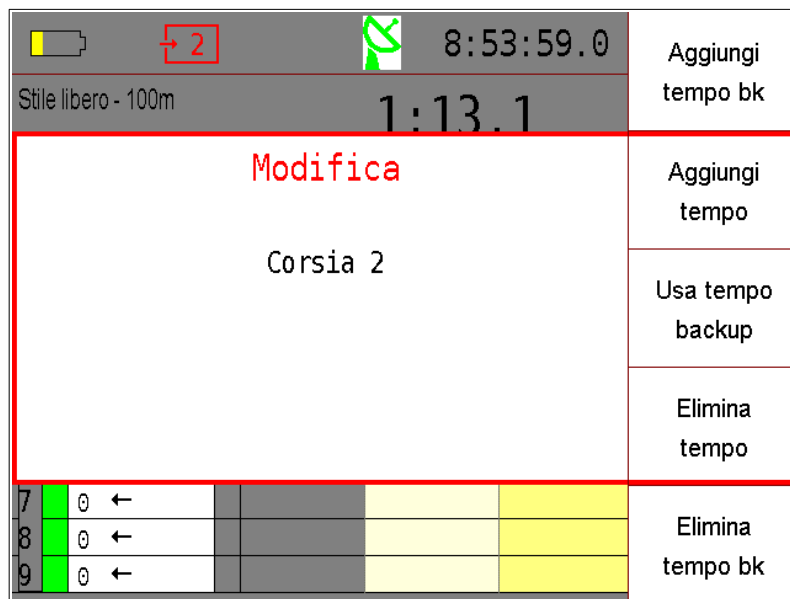 2
8:53:59.0
Stile libero - 100m
1:13.1
Modifica
Corsia 2
7 0 ←
8 0 ←
9 0 ←
Aggiungi
tempo bk
Aggiungi
tempo
Usa tempo
backup
Elimina
tempo
Elimina
tempo bk